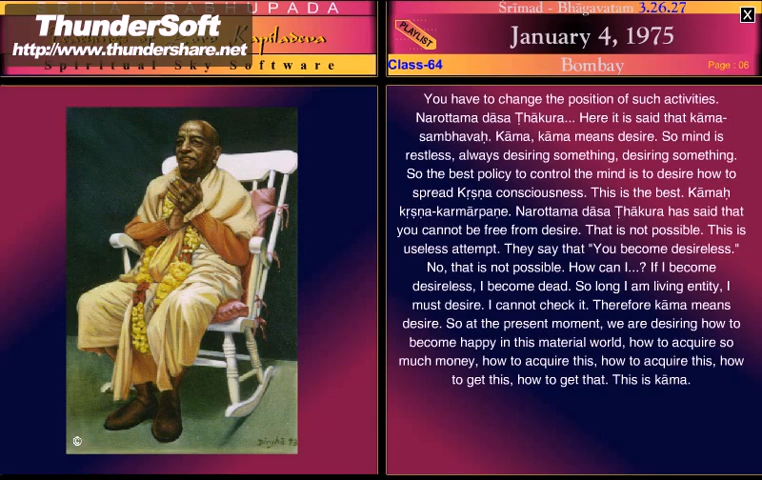 SRILA PRABHUPADA
ThunderSoft
http://www.thundershare.net
Kapiladeva
Spiritual Sky Software
Śrīmad - Bhāgavatam 3.26.27
X
PLAYLIST
January 4, 1975
Class-64
Bombay
Page : 06
You have to change the position of such activities.
Narottama dāsa Ṭhākura... Here it is said that kāma-
sambhavaḥ. Kāma, kāma means desire. So mind is
restless, always desiring something, desiring something.
So the best policy to control the mind is to desire how to
spread Kṛṣṇa consciousness. This is the best. Kāmaḥ
kṛṣṇa-karmārpaṇe. Narottama dāsa Ṭhākura has said that
you cannot be free from desire. That is not possible. This is
useless attempt. They say that "You become desireless."
No, that is not possible. How can I...? If I become
desireless, I become dead. So long I am living entity, I
must desire. I cannot check it. Therefore kāma means
desire. So at the present moment, we are desiring how to
become happy in this material world, how to acquire so
much money, how to acquire this, how to acquire this, how
to get this, how to get that. This is kāma.
©